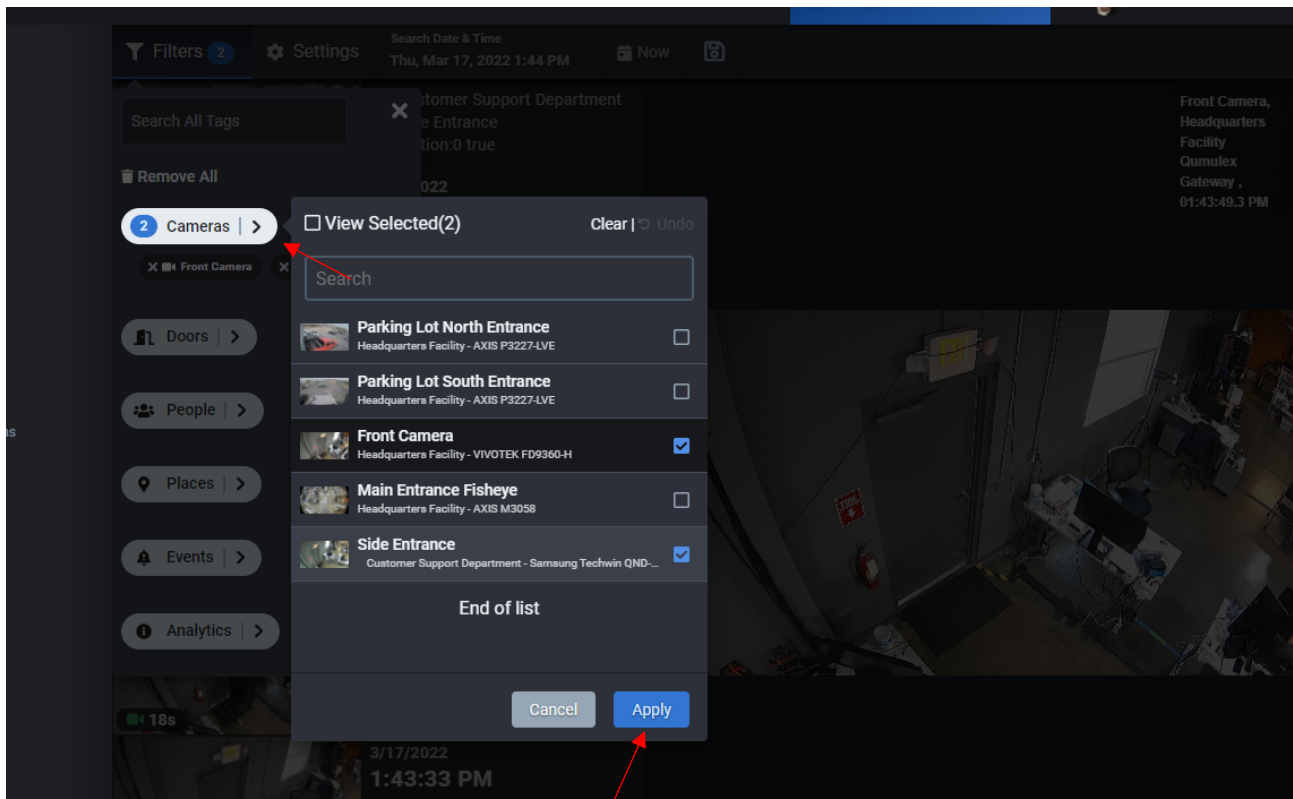 Filters 2
Settings
Search Date & Time
Thu, Mar 17, 2022 1:44 PM
Now
Search All Tags
stomer Support Department
e Entrance
tion:0 true
022
Front Camera,
Headquarters
Facility
Qumulex
Gateway ,
01:43:49.3 PM
Remove All
2 Cameras
Front Camera
Doors
People
Places
Events
Analytics
View Selected(2)
Clear | Undo
Search
Parking Lot North Entrance
Headquarters Facility - AXIS P3227-LVE
Parking Lot South Entrance
Headquarters Facility - AXIS P3227-LVE
Front Camera
Headquarters Facility - VIVOTEK FD9360-H
Main Entrance Fisheye
Headquarters Facility - AXIS M3058
Side Entrance
Customer Support Department - Samsung Techwin QND-...
End of list
Cancel
Apply
18s
3/17/2022
1:43:33 PM
EXIT